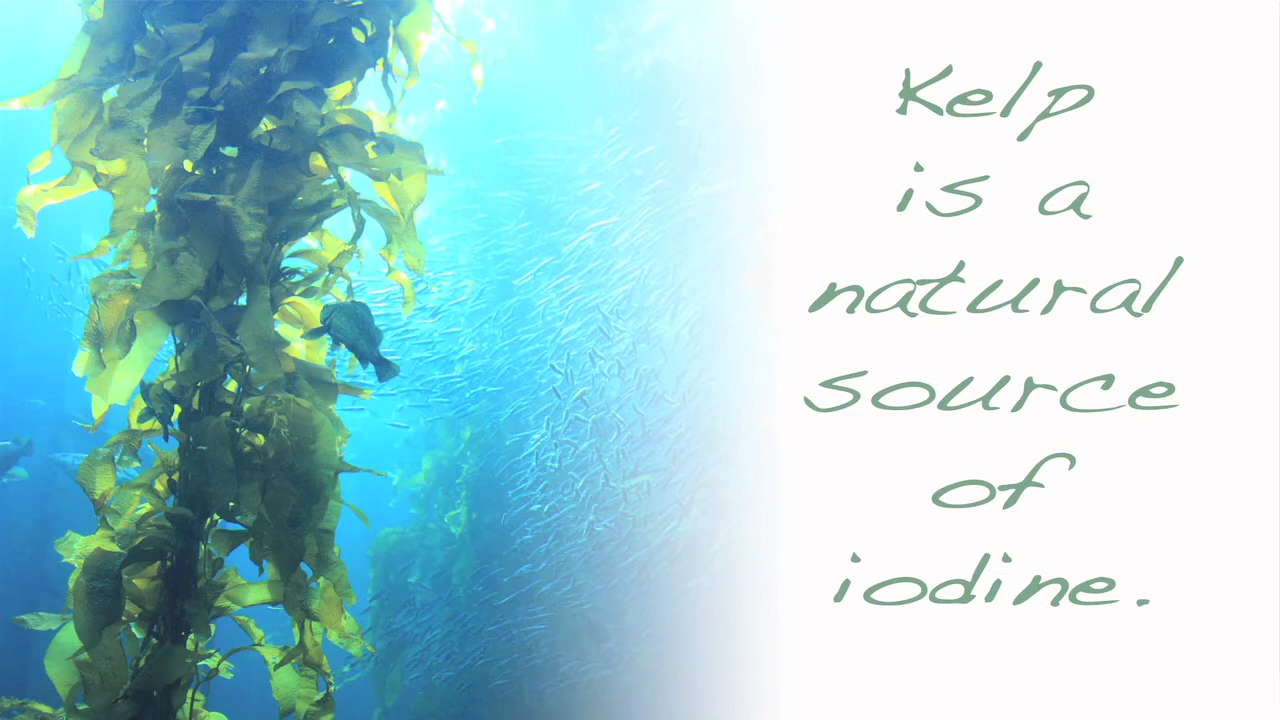 Kelp
is a
natural
source
of
iodine.